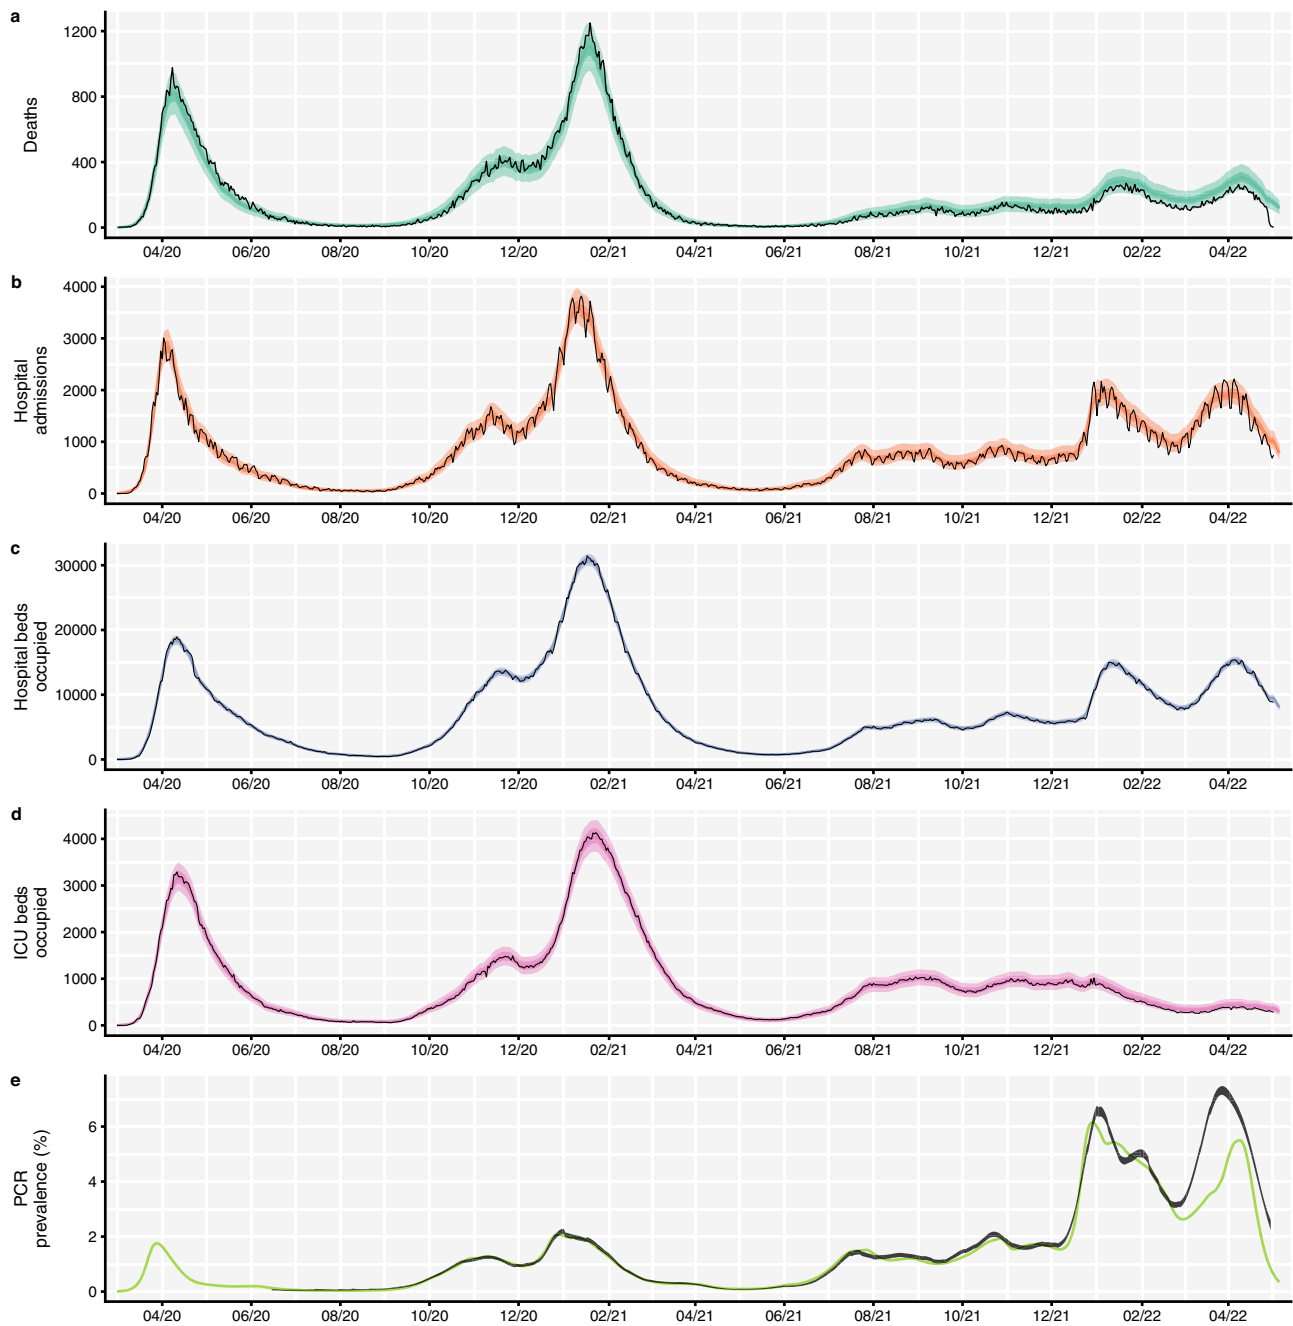 a
Deaths
1200
800
400
0
04/20 06/20 08/20 10/20 12/20 02/21 04/21 06/21 08/21 10/21 12/21 02/22 04/22
b
Hospital
admissions
4000
3000
2000
1000
0
04/20 06/20 08/20 10/20 12/20 02/21 04/21 06/21 08/21 10/21 12/21 02/22 04/22
c
Hospital beds
occupied
30000
20000
10000
0
04/20 06/20 08/20 10/20 12/20 02/21 04/21 06/21 08/21 10/21 12/21 02/22 04/22
d
ICU beds
occupied
4000
3000
2000
1000
0
04/20 06/20 08/20 10/20 12/20 02/21 04/21 06/21 08/21 10/21 12/21 02/22 04/22
e
PCR
prevalence (%)
6
4
2
0
04/20 06/20 08/20 10/20 12/20 02/21 04/21 06/21 08/21 10/21 12/21 02/22 04/22